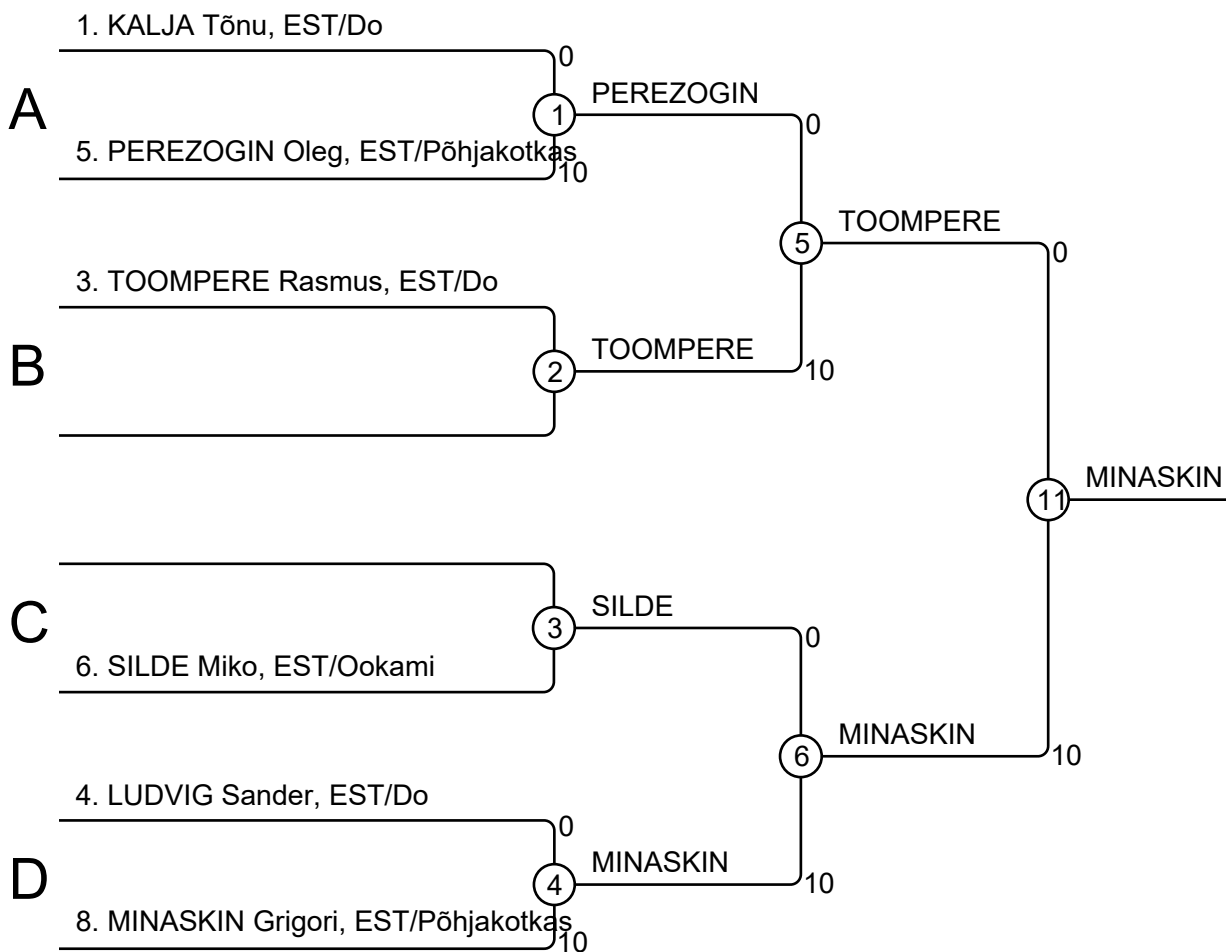 1. KALJA Tõnu, EST/Do
0
A
1
PEREZOGIN
0
5. PEREZOGIN Oleg, EST/Põhjakotkas
10
5
TOOMPERE
0
3. TOOMPERE Rasmus, EST/Do
B
2
TOOMPERE
10
11
MINASKIN
C
3
SILDE
0
6. SILDE Miko, EST/Ookami
6
MINASKIN
10
4. LUDVIG Sander, EST/Do
0
D
4
MINASKIN
10
8. MINASKIN Grigori, EST/Põhjakotkas
10